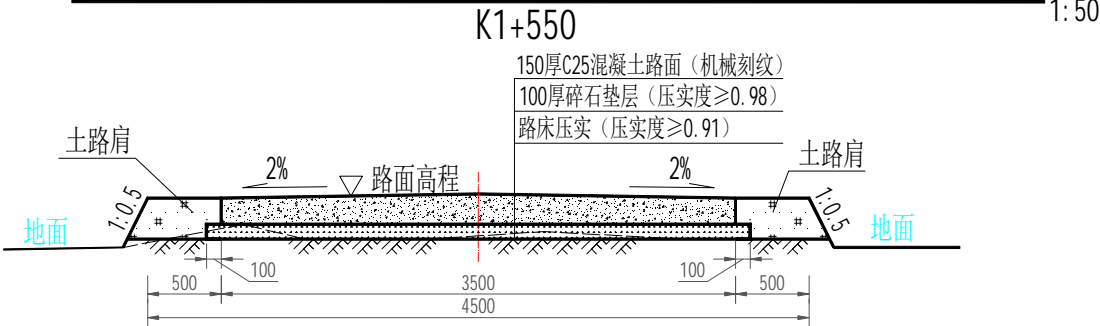 1:50
K1+550
150厚C25混凝土路面（机械刻纹）
100厚碎石垫层（压实度≥0.98）
路床压实（压实度≥0.91）
土路肩
土路肩
2%
路面高程
2%
1:0.5
1:0.5
地面
地面
100
100
500
3500
500
4500